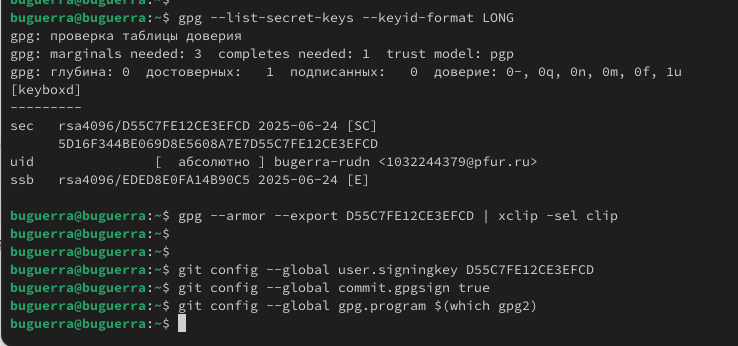 buguerra@buguerra:~$
buguerra@buguerra:~$ gpg --list-secret-keys --keyid-format LONG
gpg: проверка таблицы доверия
gpg: marginals needed: 3  completes needed: 1  trust model: pgp
gpg: глубина: 0  достоверных:   1  подписанных:   0  доверие: 0-, 0q, 0n, 0m, 0f, 1u
[keyboxd]
---------
sec   rsa4096/D55C7FE12CE3EFCD 2025-06-24 [SC]
      5D16F344BE069D8E5608A7E7D55C7FE12CE3EFCD
uid              [  абсолютно ] bugerra-rudn <1032244379@pfur.ru>
ssb   rsa4096/EDED8E0FA14B90C5 2025-06-24 [E]

buguerra@buguerra:~$ gpg --armor --export D55C7FE12CE3EFCD | xclip -sel clip
buguerra@buguerra:~$
buguerra@buguerra:~$
buguerra@buguerra:~$ git config --global user.signingkey D55C7FE12CE3EFCD
buguerra@buguerra:~$ git config --global commit.gpgsign true
buguerra@buguerra:~$ git config --global gpg.program $(which gpg2)
buguerra@buguerra:~$